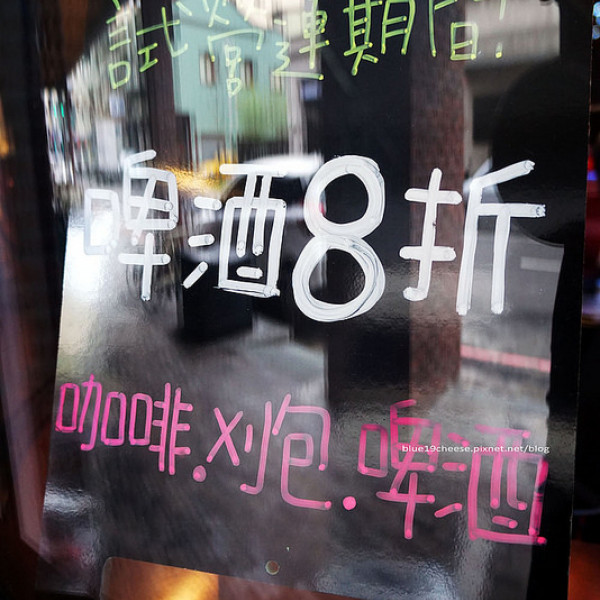 試營運期間!
啤酒8折
咖啡.刈包.啤酒
blue19cheese.pixnet.net/blog